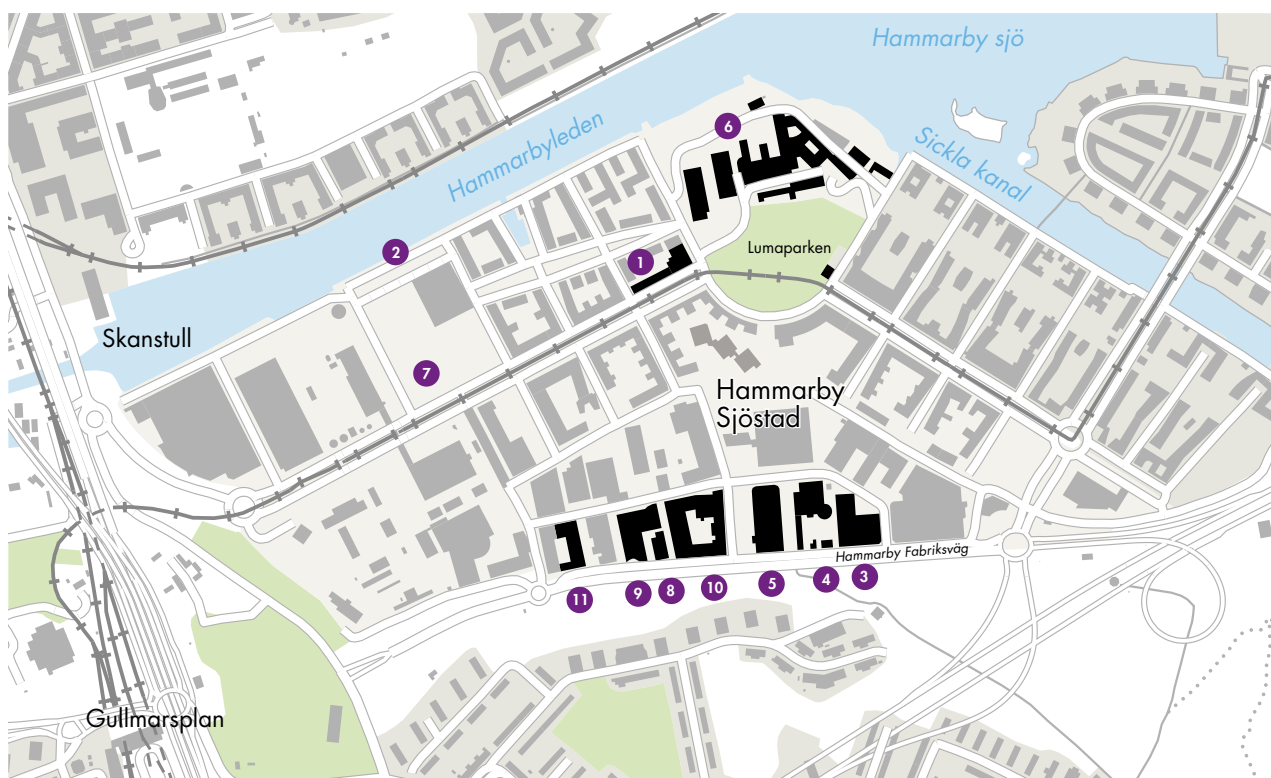 Hammarby sjö
6
Hammarbyleden
Sickla kanal
2
1
Lumaparken
Skanstull
7
Hammarby
Sjöstad
Hammarby Fabriksväg
11
9
8
10
5
4
3
Gullmarsplan